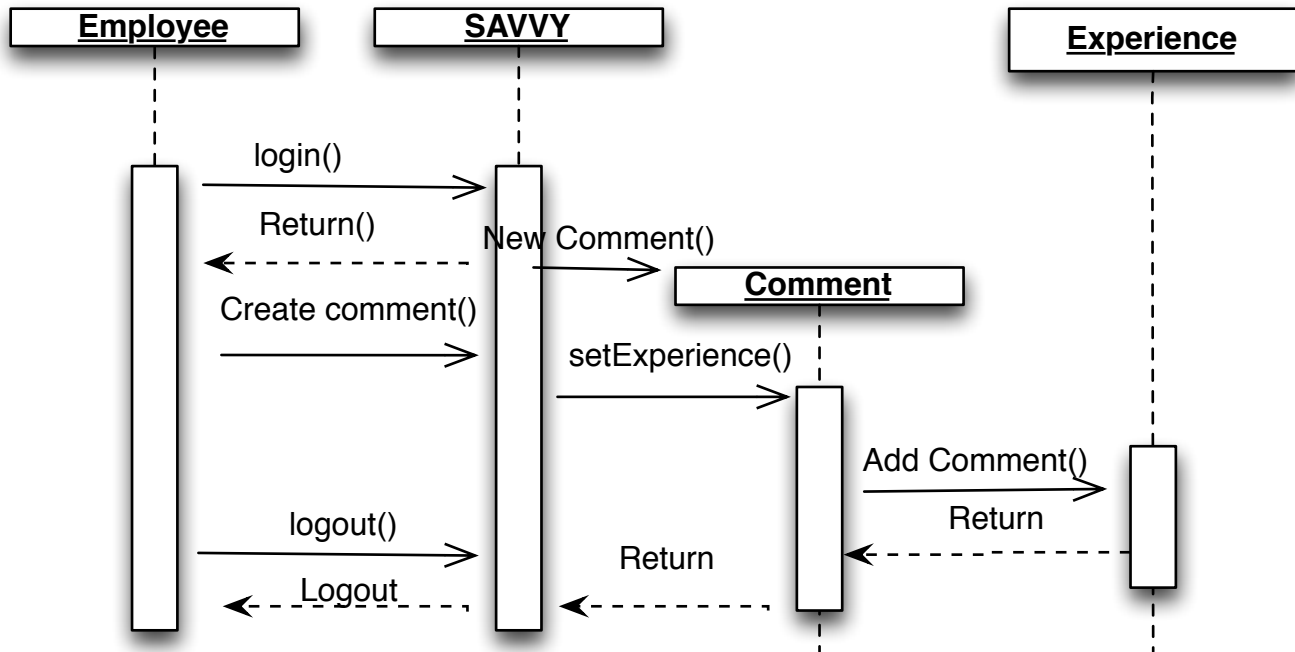 Employee
SAVVY
Experience
login()
Return()
New Comment()
Comment
Create comment()
setExperience()
Add Comment()
Return
logout()
Return
Logout